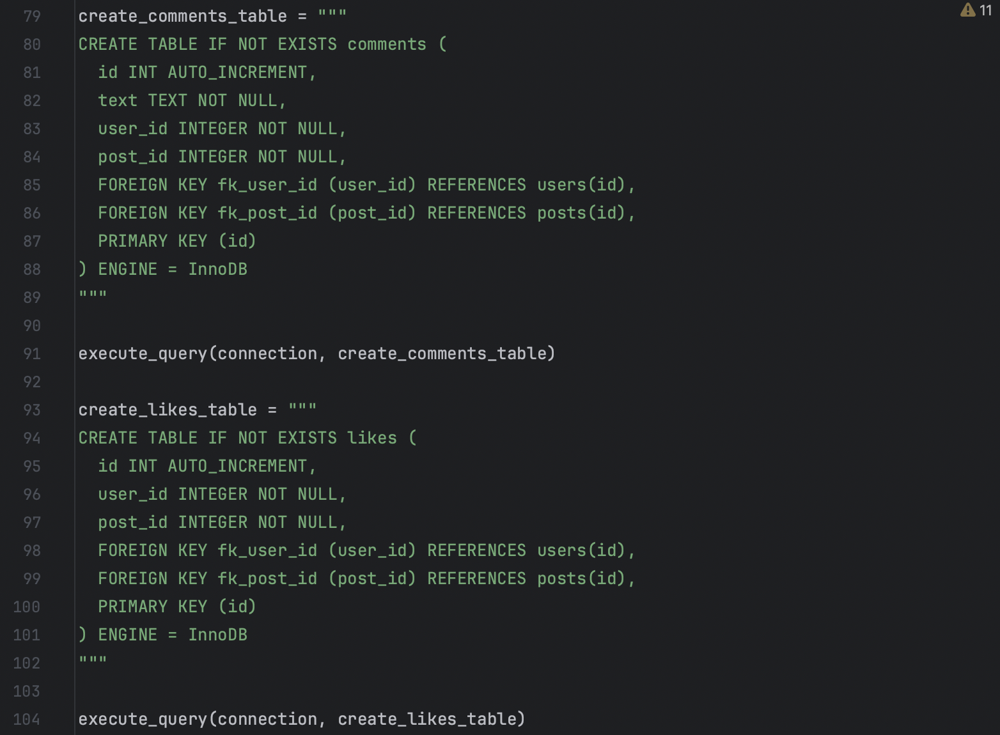 79 create_comments_table = """
11
80 CREATE TABLE IF NOT EXISTS comments (
81   id INT AUTO_INCREMENT,
82   text TEXT NOT NULL,
83   user_id INTEGER NOT NULL,
84   post_id INTEGER NOT NULL,
85   FOREIGN KEY fk_user_id (user_id) REFERENCES users(id),
86   FOREIGN KEY fk_post_id (post_id) REFERENCES posts(id),
87   PRIMARY KEY (id)
88 ) ENGINE = InnoDB
89 """
90
91 execute_query(connection, create_comments_table)
92
93 create_likes_table = """
94 CREATE TABLE IF NOT EXISTS likes (
95   id INT AUTO_INCREMENT,
96   user_id INTEGER NOT NULL,
97   post_id INTEGER NOT NULL,
98   FOREIGN KEY fk_user_id (user_id) REFERENCES users(id),
99   FOREIGN KEY fk_post_id (post_id) REFERENCES posts(id),
100   PRIMARY KEY (id)
101 ) ENGINE = InnoDB
102 """
103
104 execute_query(connection, create_likes_table)